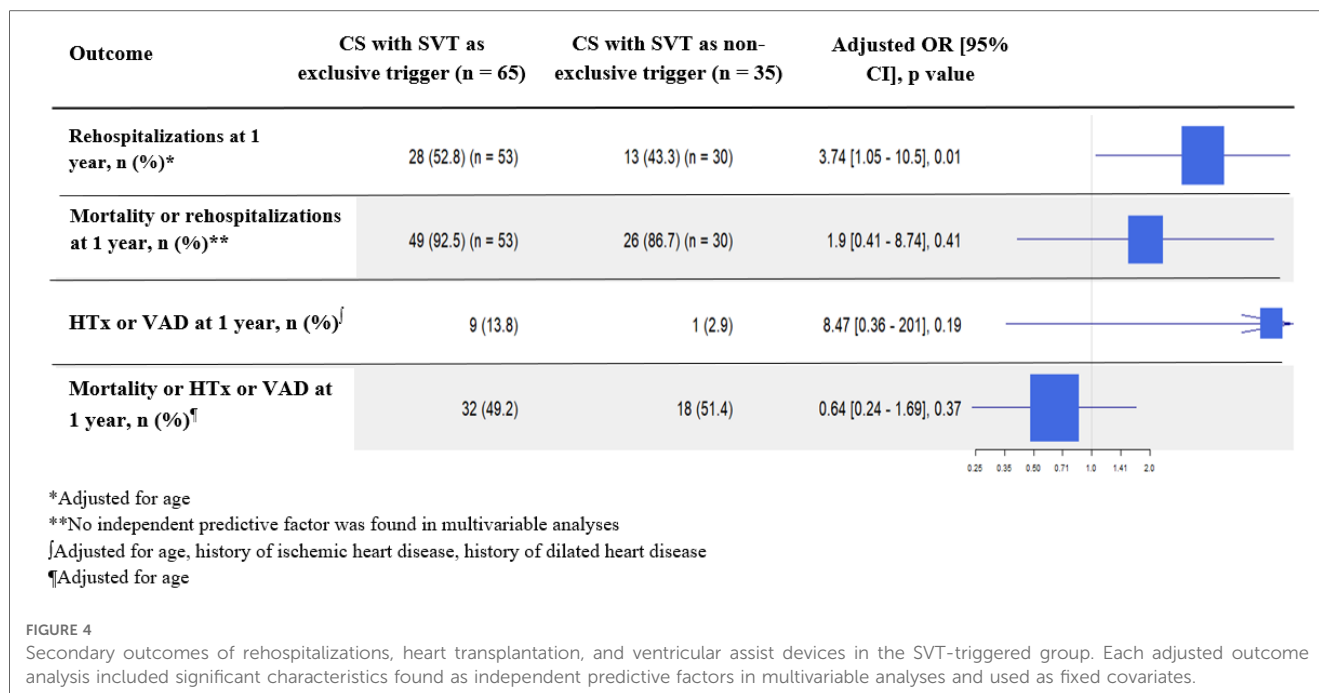 Outcome
CS with SVT as
exclusive trigger (n = 65)
CS with SVT as non-
exclusive trigger (n = 35)
Adjusted OR [95%
CI], p value
Rehospitalizations at 1
year, n (%)*
28 (52.8) (n = 53)
13 (43.3) (n = 30)
3.74 [1.05 - 10.5], 0.01
Mortality or rehospitalizations
at 1 year, n (%)**
49 (92.5) (n = 53)
26 (86.7) (n = 30)
1.9 [0.41 - 8.74], 0.41
HTx or VAD at 1 year, n (%)∫
9 (13.8)
1 (2.9)
8.47 [0.36 - 201], 0.19
Mortality or HTx or VAD at
1 year, n (%)¶
32 (49.2)
18 (51.4)
0.64 [0.24 - 1.69], 0.37
0.25 0.35 0.50 0.71 1.0 1.41 2.0
*Adjusted for age
**No independent predictive factor was found in multivariable analyses
∫Adjusted for age, history of ischemic heart disease, history of dilated heart disease
¶Adjusted for age
FIGURE 4
Secondary outcomes of rehospitalizations, heart transplantation, and ventricular assist devices in the SVT-triggered group. Each adjusted outcome
analysis included significant characteristics found as independent predictive factors in multivariable analyses and used as fixed covariates.